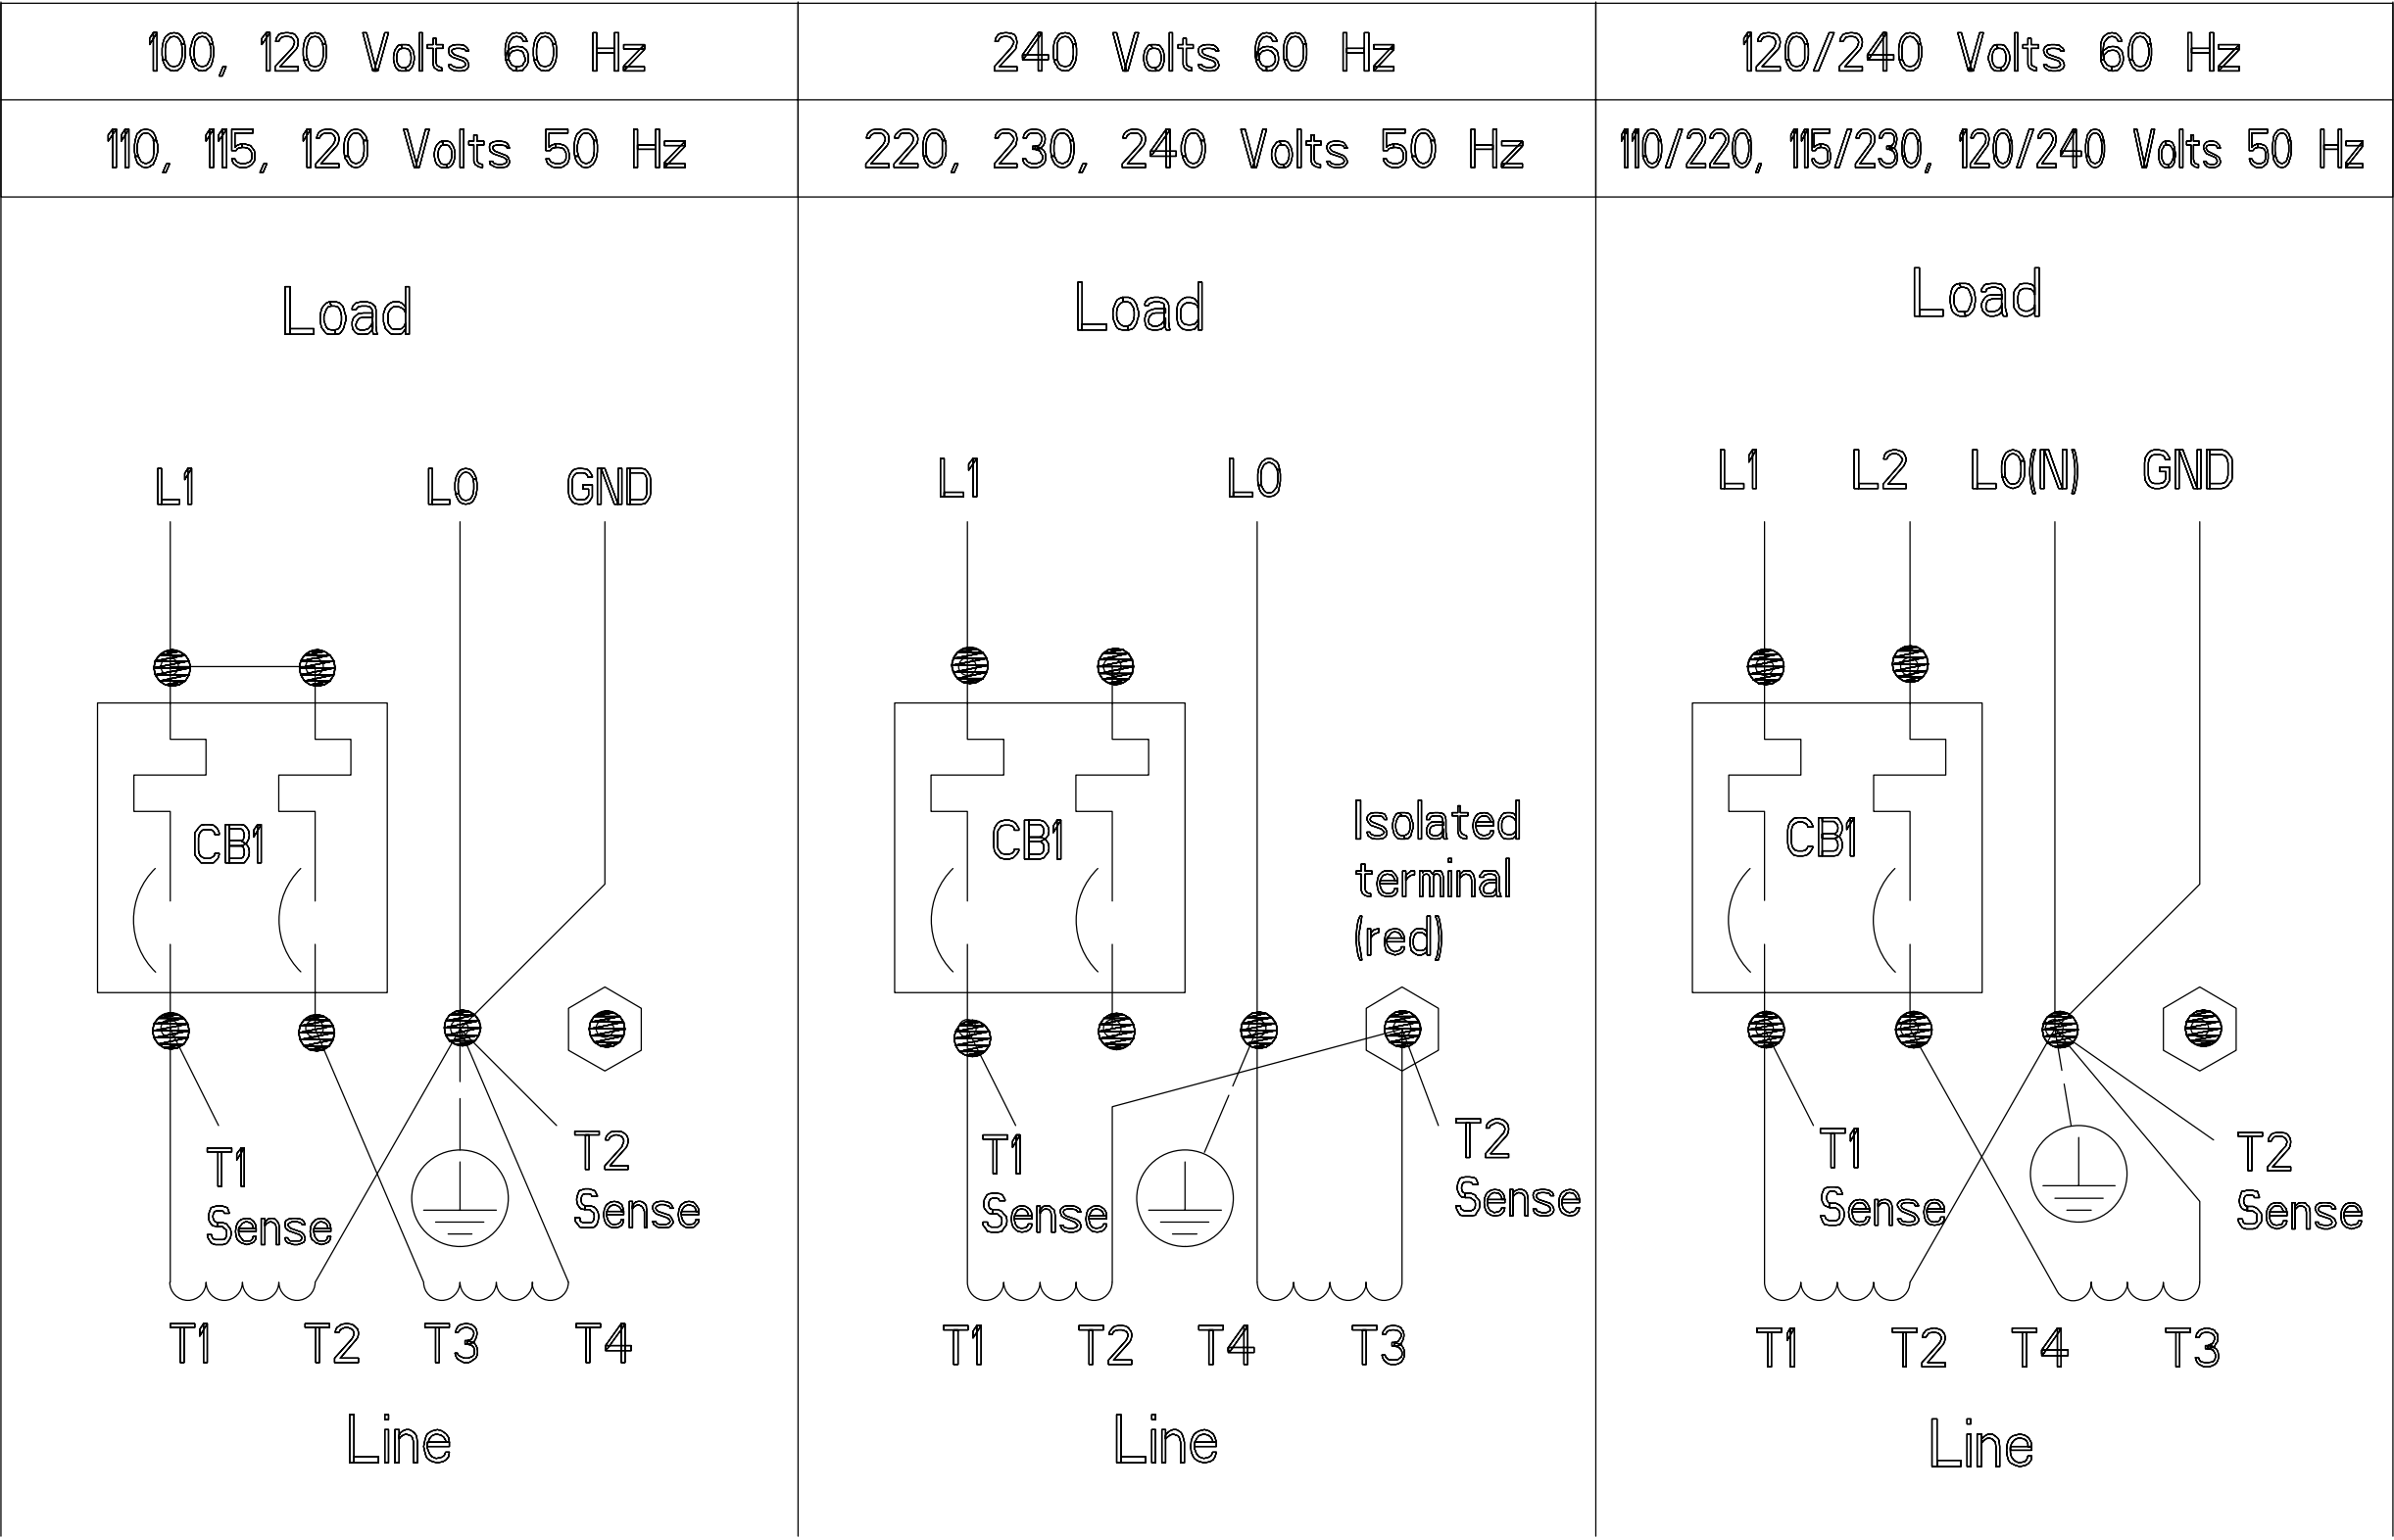 100, 120 Volts 60 Hz
110, 115, 120 Volts 50 Hz
Load
L1 L0 GND
CB1
T1
Sense
T2
Sense
T1 T2 T3 T4
Line
240 Volts 60 Hz
220, 230, 240 Volts 50 Hz
Load
L1 L0
CB1
Isolated
terminal
(red)
T1
Sense
T2
Sense
T1 T2 T4 T3
Line
120/240 Volts 60 Hz
110/220, 115/230, 120/240 Volts 50 Hz
Load
L1 L2 L0(N) GND
CB1
T1
Sense
T2
Sense
T1 T2 T4 T3
Line